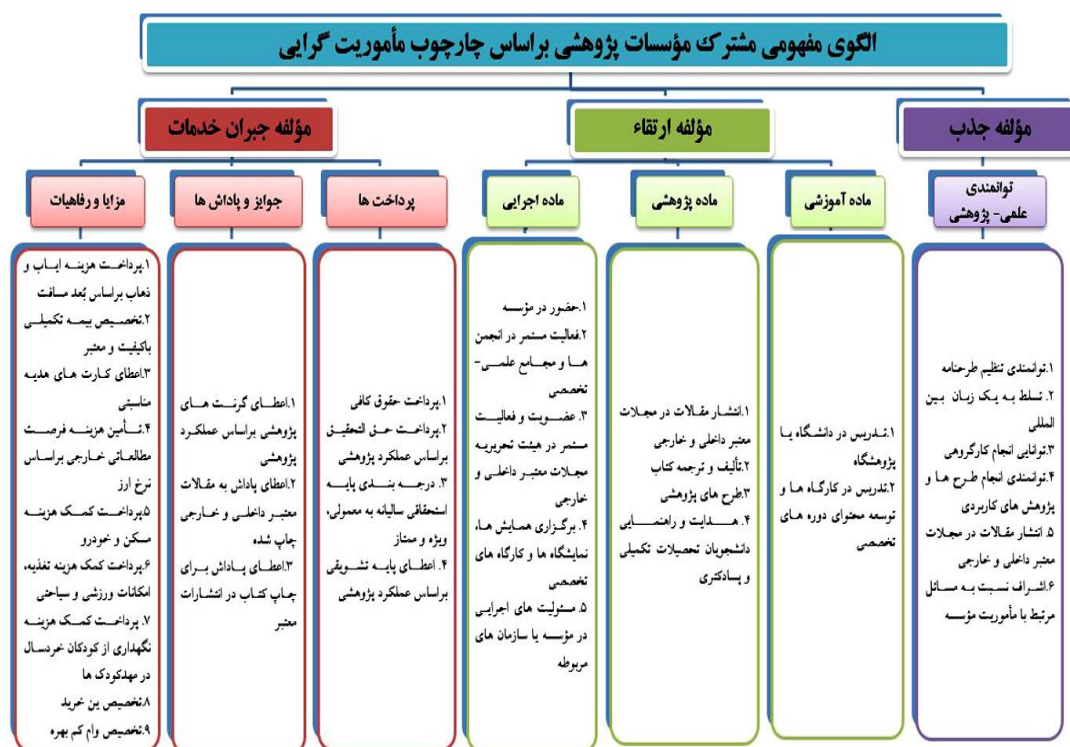 الگوی مفهومی مشترک مؤسسات پژوهشی براساس چارچوب مأموریت گرایی
مؤلفه جذب
مؤلفه ارتقاء
مؤلفه جبران خدمات
توانمندی
علمی- پژوهشی
ماده آموزشی
ماده پژوهشی
ماده اجرایی
پرداخت ها
جوایز و پاداش ها
مزایا و رفاهیات
۱.توانمندی تنظیم طرحنامه
۲. تسلط به یک زبان بین
المللی
۳.توانایی انجام کارگروهی
۴.توانمندی انجام طرح ها و
پژوهش های کاربردی
۵. انتشار مقالات در مجلات
معتبر داخلی و خارجی
۶.اشراف نسبت به مسائل
مرتبط با مأموریت مؤسسه
۱.تدریس در دانشگاه یا
پژوهشگاه
۲.تدریس در کارگاه ها و
توسعه محتوای دوره های
تخصصی
۱.انتشار مقالات در مجلات
معتبر داخلی و خارجی
۲.تألیف و ترجمه کتاب
۳.طرح های پژوهشی
۴. هدایت و راهنمایی
دانشجویان تحصیلات تکمیلی
و پسادکتری
۱.حضور در مؤسسه
۲.فعالیت مستمر در انجمن
ها و مجامع علمی-
تخصصی
۳. عضویت و فعالیت
مستمر در هیئت تحریریه
مجلات معتبر داخلی و
خارجی
۴. برگزاری همایش ها،
نمایشگاه ها و کارگاه های
تخصصی
۵. مسئولیت های اجرایی
در مؤسسه یا سازمان های
مربوطه
۱.پرداخت حقوق کافی
۲.پرداخت حق التحقیق
براساس عملکرد پژوهشی
۳. درجه بندی پایه
استحقاقی سالیانه به معمولی،
ویژه و ممتاز
۴. اعطای پایه تشویقی
براساس عملکرد پژوهشی
۱.اعطای گرنت های
پژوهشی براساس عملکرد
پژوهشی
۲.اعطای پاداش به مقالات
معتبر داخلی و خارجی
چاپ شده
۳.اعطای پاداش برای
چاپ کتاب در انتشارات
معتبر
۱.پرداخت هزینه ایاب و
ذهاب براساس بُعد مسافت
۲.تخصیص بیمه تکمیلی
باکیفیت و معتبر
۳.اعطای کارت های هدیه
مناسبتی
۴.تأمین هزینه فرصت
مطالعاتی خارجی براساس
نرخ ارز
۵.پرداخت کمک هزینه
مسکن و خودرو
۶.پرداخت کمک هزینه تغذیه،
امکانات ورزشی و سیاحتی
۷. پرداخت کمک هزینه
نگهداری از کودکان خردسال
در مهدکودک ها
۸.تخصیص بن خرید
۹.تخصیص وام کم بهره